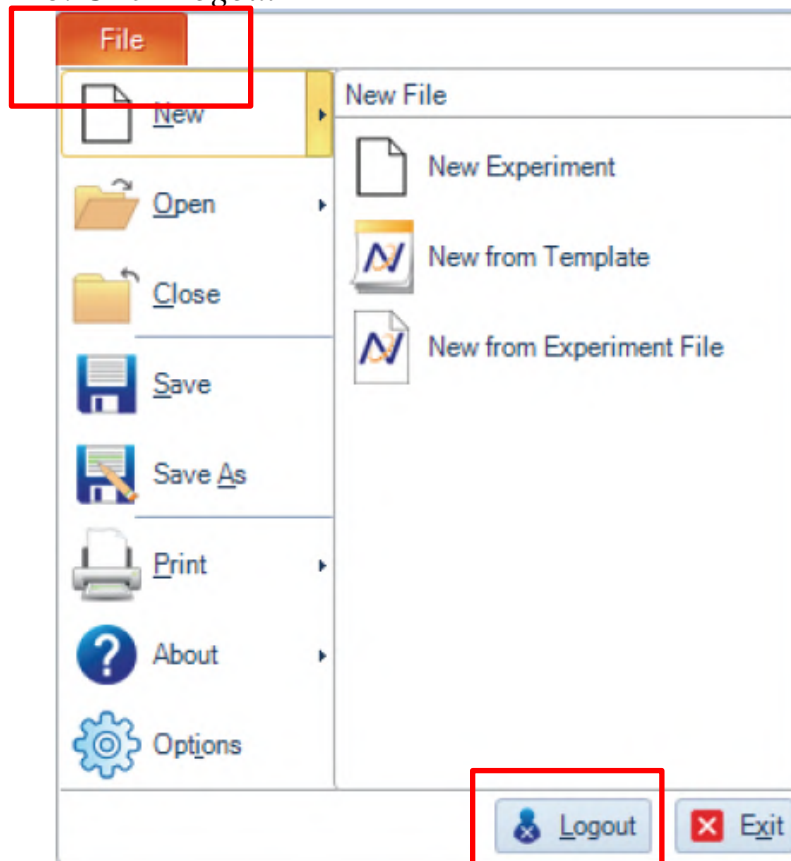 File
New
New File
New Experiment
Open
New from Template
Close
New from Experiment File
Save
Save As
Print
About
Options
Logout
Exit